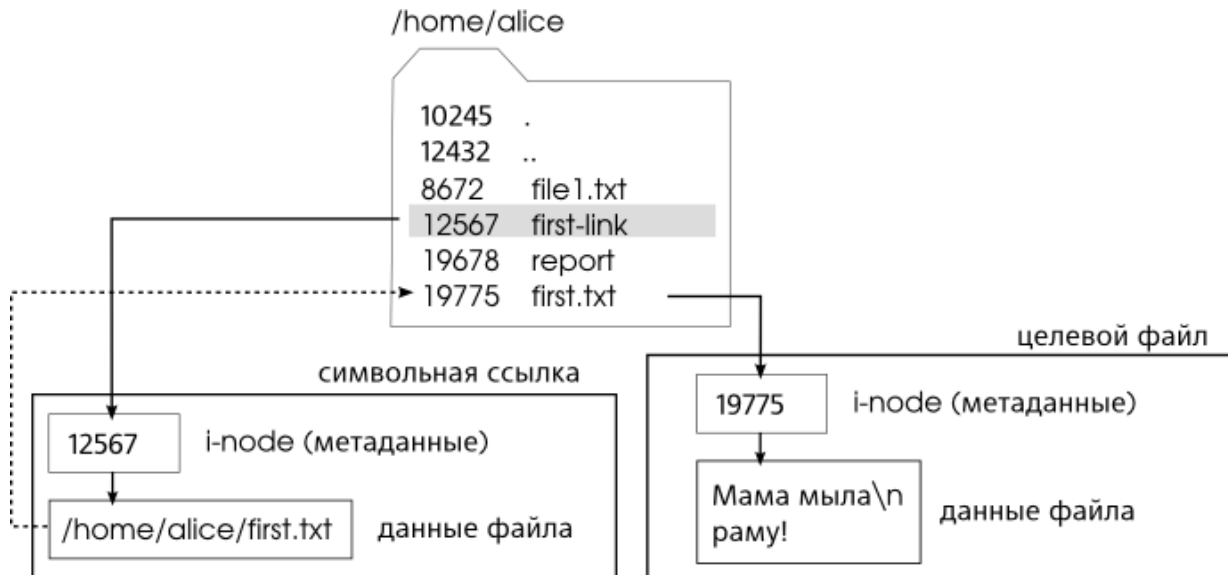 /home/alice
10245 .
12432 ..
8672 file1.txt
12567 first-link
19678 report
19775 first.txt
символьная ссылка
12567
i-node (метаданные)
/home/alice/first.txt
данные файла
целевой файл
19775
i-node (метаданные)
Мама мыла\n
раму!
данные файла